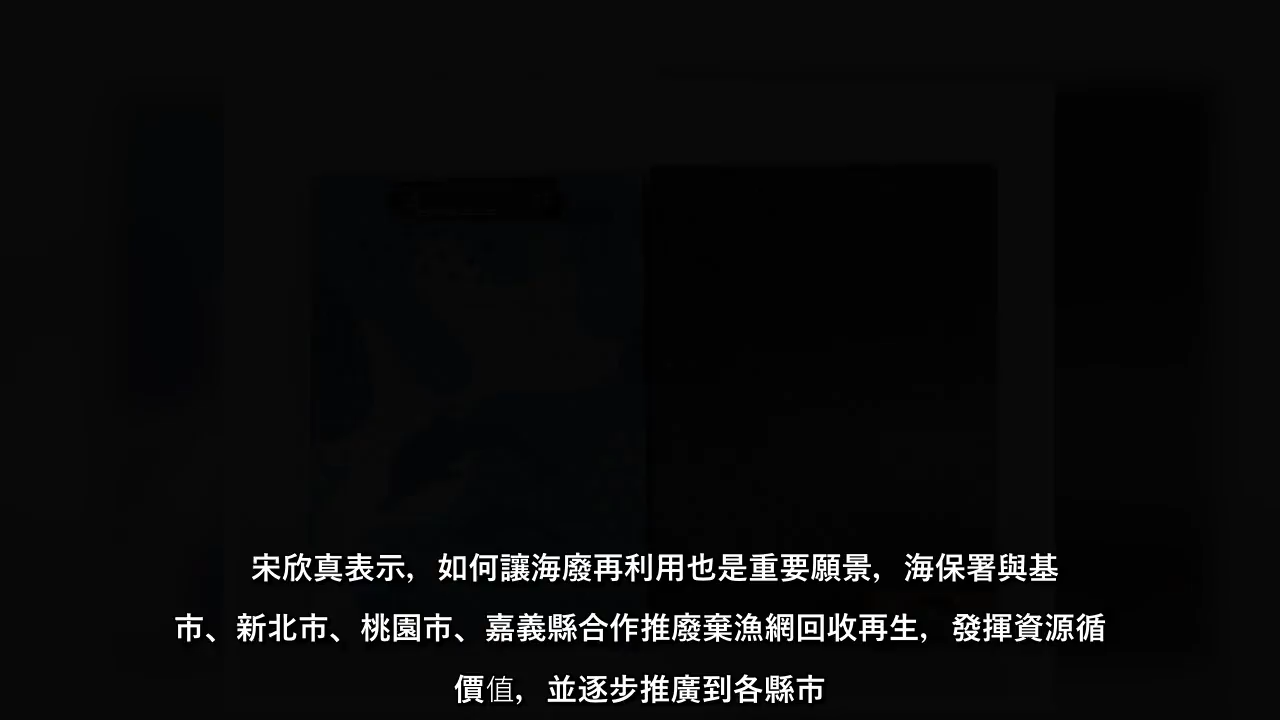 宋欣真表示，如何讓海廢再利用也是重要願景，海保署與基
市、新北市、桃園市、嘉義縣合作推廢棄漁網回收再生，發揮資源循
價值，並逐步推廣到各縣市